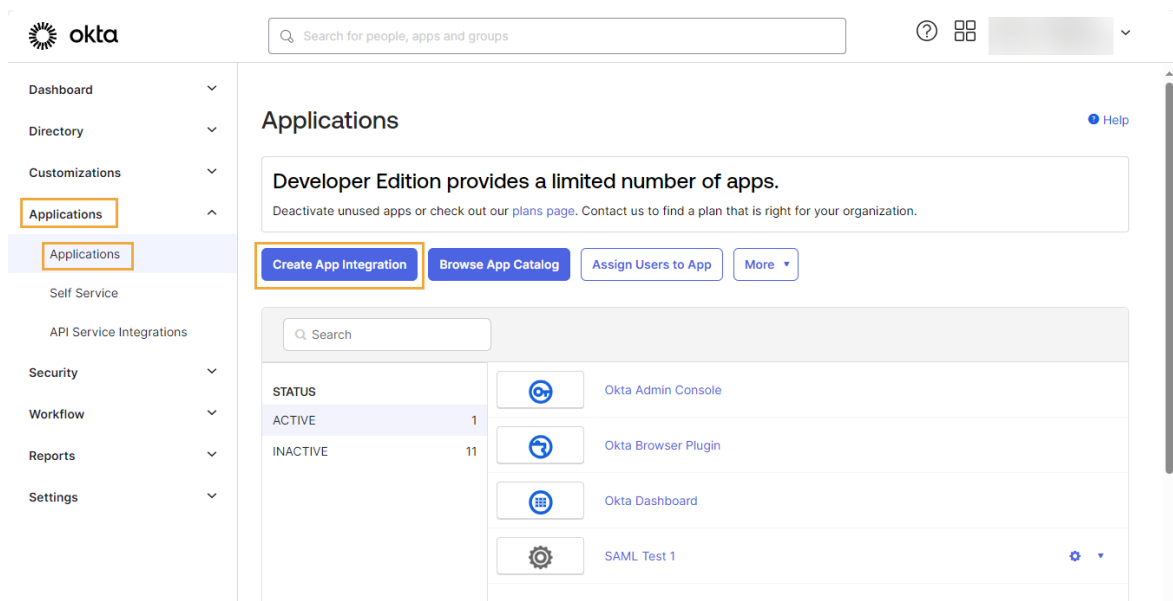 okta
Search for people, apps and groups
Dashboard
Directory
Customizations
Applications
Applications
Self Service
API Service Integrations
Security
Workflow
Reports
Settings
Applications
Help
Developer Edition provides a limited number of apps.
Deactivate unused apps or check out our plans page. Contact us to find a plan that is right for your organization.
Create App Integration
Browse App Catalog
Assign Users to App
More
Search
STATUS
ACTIVE 1
INACTIVE 11
Okta Admin Console
Okta Browser Plugin
Okta Dashboard
SAML Test 1